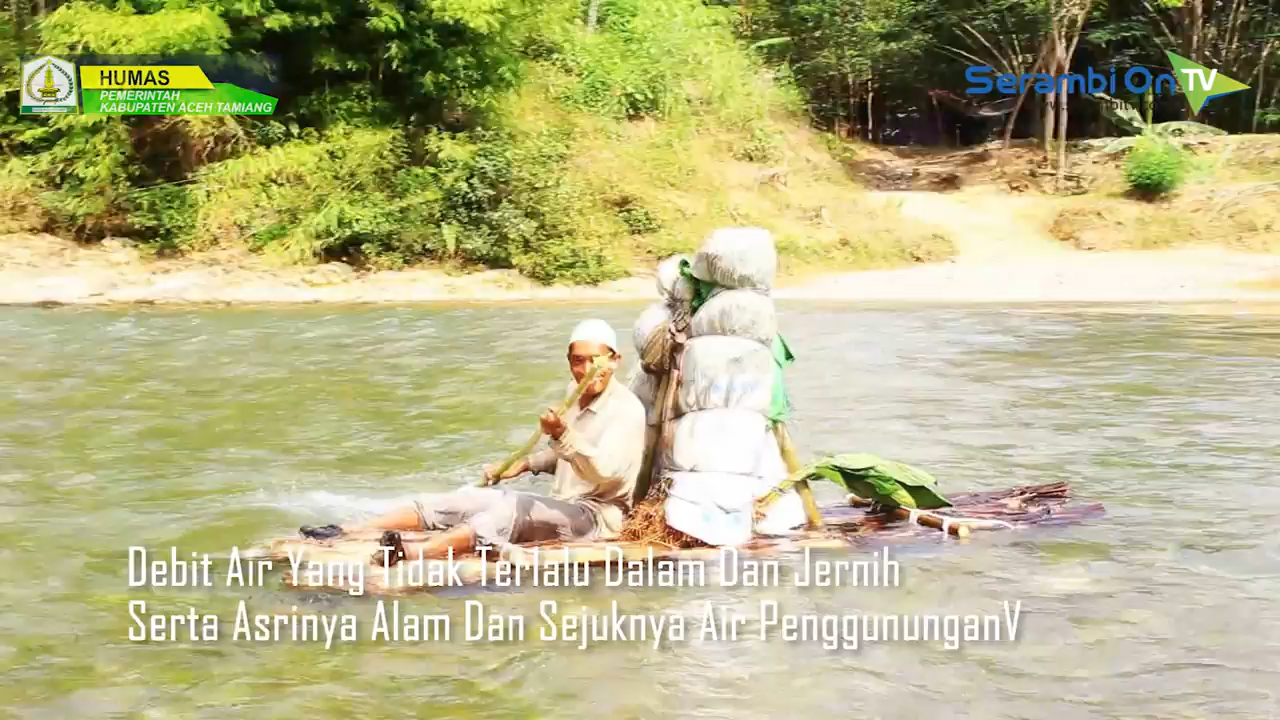 HUMAS
PEMERINTAH
KABUPATEN ACEH TAMIANG
Serambi On TV
Debit Air Yang Tidak Terlalu Dalam Dan Jernih
Serta Asrinya Alam Dan Sejuknya Air PenggununganV